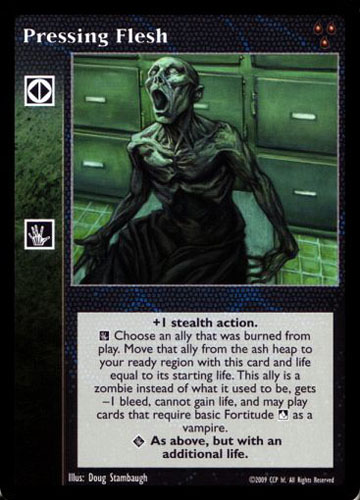 Pressing Flesh
+1 stealth action.
Choose an ally that was burned from
play. Move that ally from the ash heap to
your ready region with this card and life
equal to its starting life. This ally is a
zombie instead of what it used to be, gets
−1 bleed, cannot gain life, and may play
cards that require basic Fortitude as a
vampire.
As above, but with an
additional life.
Illus: Doug Stambaugh ©2009 CCP hf. All Rights Reserved